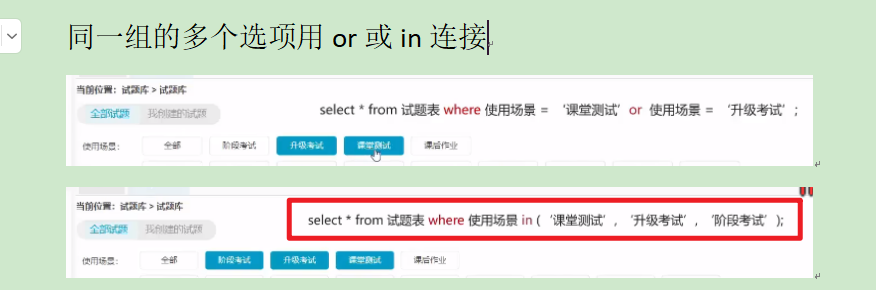 同一组的多个选项用 or 或 in 连接
当前位置：试题库 > 试题库
全部试题 我创建的试题
select * from 试题表 where 使用场景 = ‘课堂测试’ or 使用场景 = ‘升级考试’ ;
使用场景： 全部 阶段考试 升级考试 课堂测试 课后作业
当前位置：试题库 > 试题库
全部试题 我创建的试题
select * from 试题表 where 使用场景 in (‘课堂测试’, ‘升级考试’, ‘阶段考试’);
使用场景： 全部 阶段考试 升级考试 课堂测试 课后作业